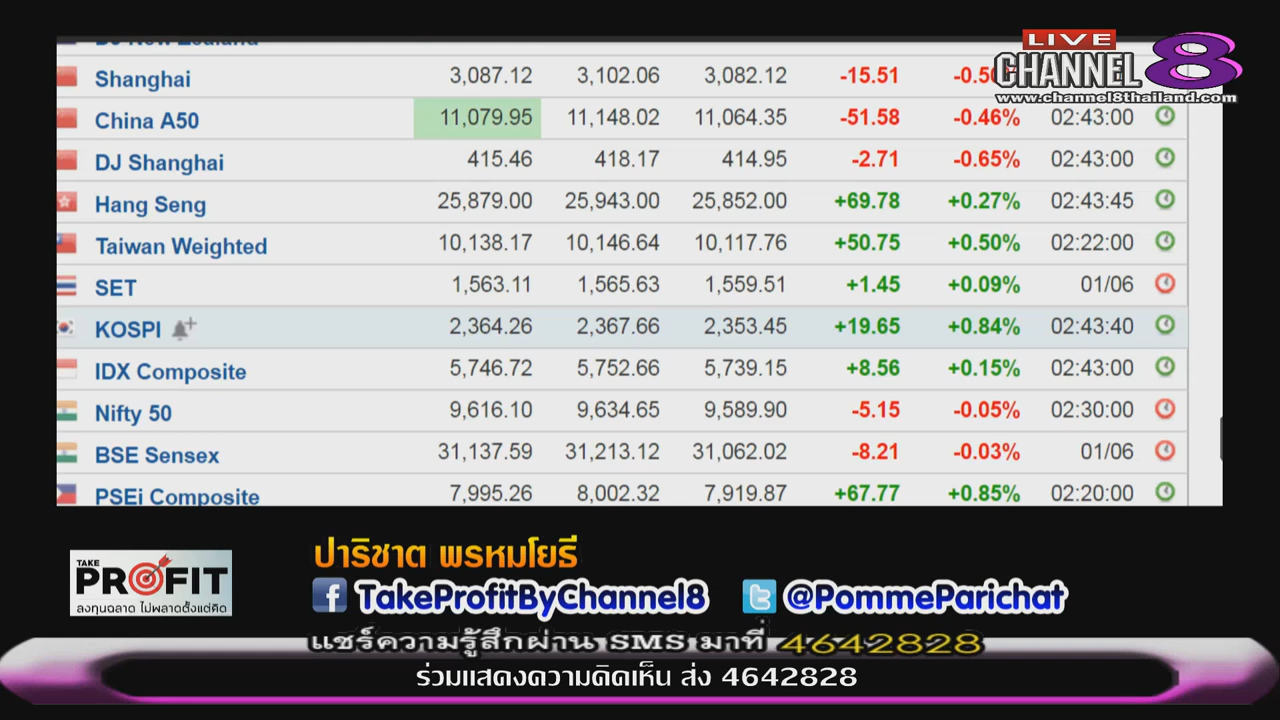 LIVE
CHANNEL 8
www.channel8thailand.com
Shanghai 3,087.12 3,102.06 3,082.12 -15.51
China A50 11,079.95 11,148.02 11,064.35 -51.58 -0.46% 02:43:00
DJ Shanghai 415.46 418.17 414.95 -2.71 -0.65% 02:43:00
Hang Seng 25,879.00 25,943.00 25,852.00 +69.78 +0.27% 02:43:45
Taiwan Weighted 10,138.17 10,146.64 10,117.76 +50.75 +0.50% 02:22:00
SET 1,563.11 1,565.63 1,559.51 +1.45 +0.09% 01/06
KOSPI 2,364.26 2,367.66 2,353.45 +19.65 +0.84% 02:43:40
IDX Composite 5,746.72 5,752.66 5,739.15 +8.56 +0.15% 02:43:00
Nifty 50 9,616.10 9,634.65 9,589.90 -5.15 -0.05% 02:30:00
BSE Sensex 31,137.59 31,213.12 31,062.02 -8.21 -0.03% 01/06
PSEi Composite 7,995.26 8,002.32 7,919.87 +67.77 +0.85% 02:20:00
TAKE
PROFIT
ลงทุนฉลาด ไม่พลาดตั้งแต่คิด
ปาริชาต พรหมโยธี
TakeProfitByChannel8 @PommeParichat
แชร์ความรู้สึกผ่าน SMS มาที่ 4642828
ร่วมแสดงความคิดเห็น ส่ง 4642828